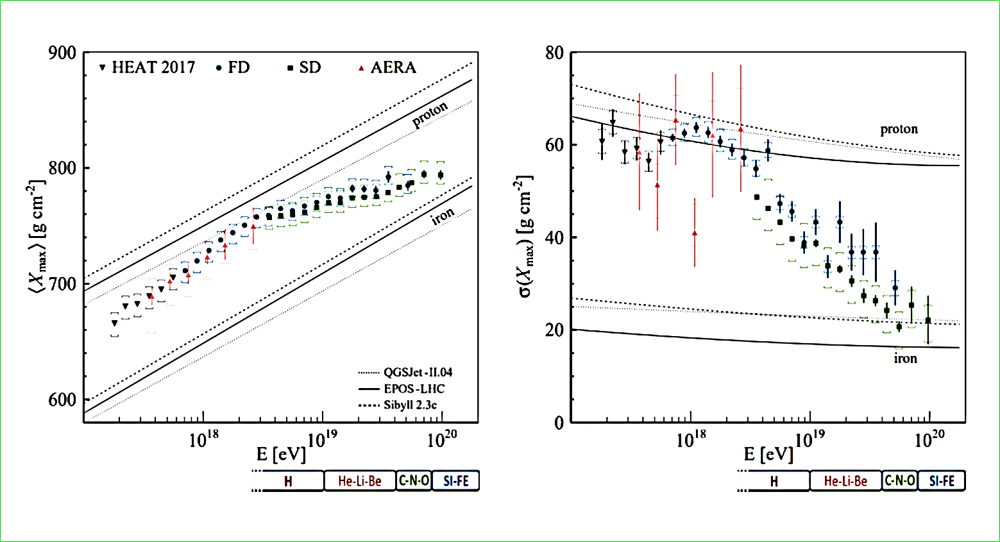 900
800
700
600
⟨Xmax⟩ [g cm-2]
HEAT 2017
FD
SD
AERA
proton
iron
QGSJet-II.04
EPOS-LHC
Sibyll 2.3c
10^18
10^19
10^20
E [eV]
H
He-Li-Be
C-N-O
SI-FE
80
60
40
20
0
σ(Xmax) [g cm-2]
proton
iron
10^18
10^19
10^20
E [eV]
H
He-Li-Be
C-N-O
SI-FE